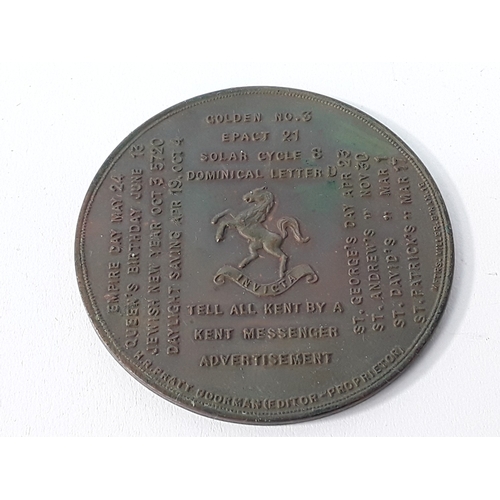 GOLDEN NO. 3
EPACT 21
SOLAR CYCLE 8
DOMINICAL LETTER D
EMPIRE DAY MAY 24
QUEEN'S BIRTHDAY JUNE 13
JEWISH NEW YEAR OCT 3 5720
DAYLIGHT SAVING APR 19, OCT 4
INVICTA
ST. GEORGE'S DAY APR 23
ST. ANDREW'S " NOV 30
ST. DAVID'S " MAR 1
ST. PATRICK'S " MAR 17
TELL ALL KENT BY A
KENT MESSENGER
ADVERTISEMENT
H.R. PRATT BOORMAN (EDITOR-PROPRIETOR)